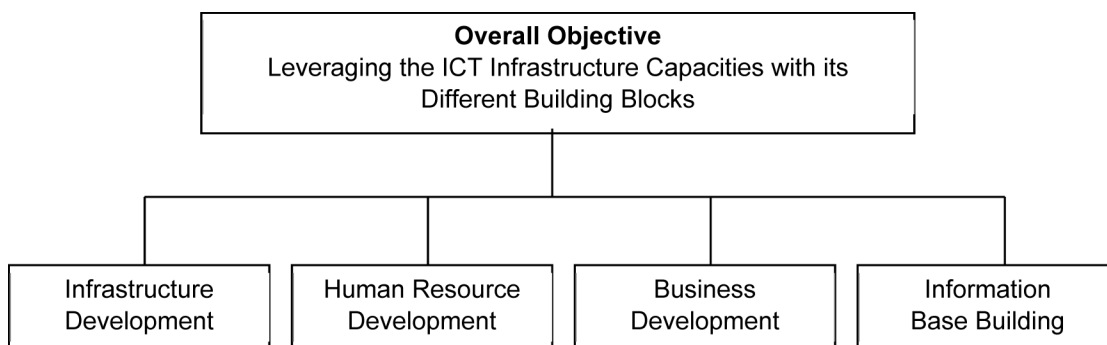 Overall Objective
Leveraging the ICT Infrastructure Capacities with its
Different Building Blocks
Infrastructure
Development
Human Resource
Development
Business
Development
Information
Base Building